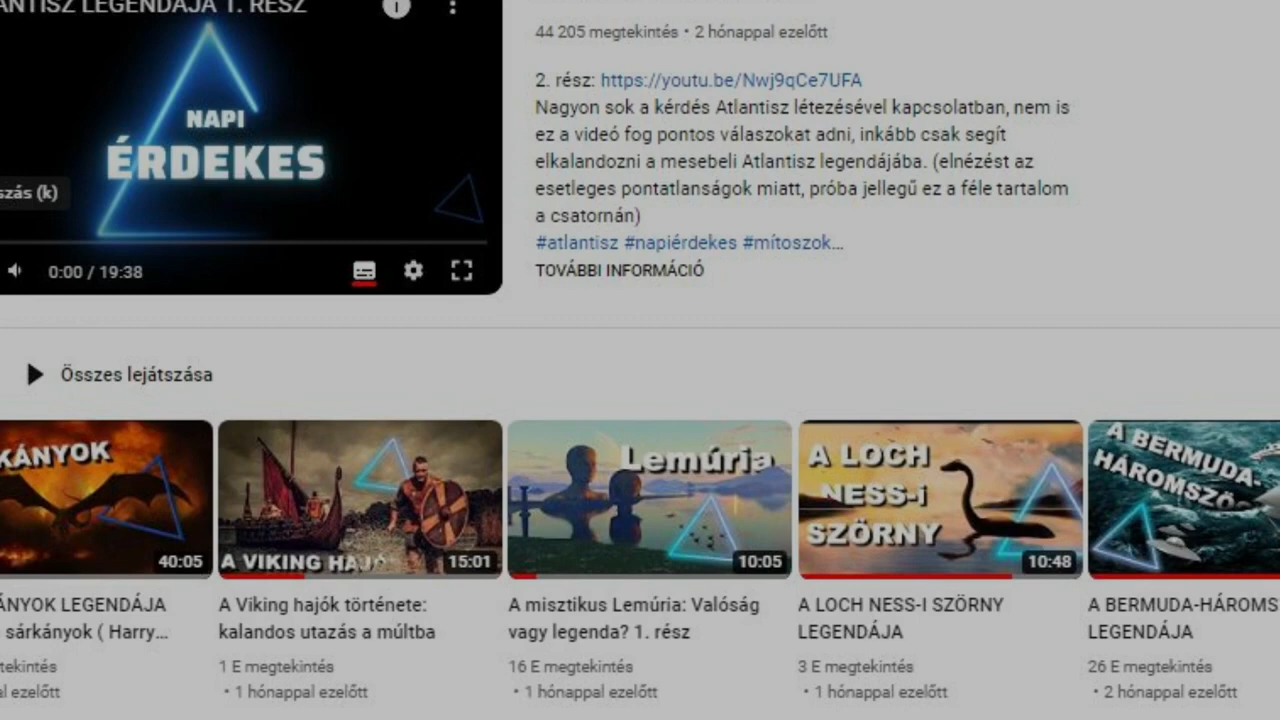 ANTISZ LEGENDÁJA 1. RÉSZ
NAPI
ÉRDEKES
szás (k)
0:00 / 19:38
44 205 megtekintés • 2 hónappal ezelőtt
2. rész: https://youtu.be/Nwj9qCe7UFA
Nagyon sok a kérdés Atlantisz létezésével kapcsolatban, nem is
ez a videó fog pontos válaszokat adni, inkább csak segít
elkalandozni a mesebeli Atlantisz legendájába. (elnézést az
esetleges pontatlanságok miatt, próba jellegű ez a féle tartalom
a csatornán)
#atlantisz #napiérdekes #mítoszok...
TOVÁBBI INFORMÁCIÓ
Összes lejátszása
KÁNYOK
40:05
ÁNYOK LEGENDÁJA
sárkányok ( Harry...
tekintés
al ezelőtt
A VIKING HAJÓ
15:01
A Viking hajók története:
kalandos utazás a múltba
1 E megtekintés
• 1 hónappal ezelőtt
Lemúria
10:05
A misztikus Lemúria: Valóság
vagy legenda? 1. rész
16 E megtekintés
• 1 hónappal ezelőtt
A LOCH
NESS-i
SZÖRNY
10:48
A LOCH NESS-I SZÖRNY
LEGENDÁJA
3 E megtekintés
• 1 hónappal ezelőtt
A BERMUDA-
HÁROMSZÖ
A BERMUDA-HÁROMS
LEGENDÁJA
26 E megtekintés
• 2 hónappal ezelőtt